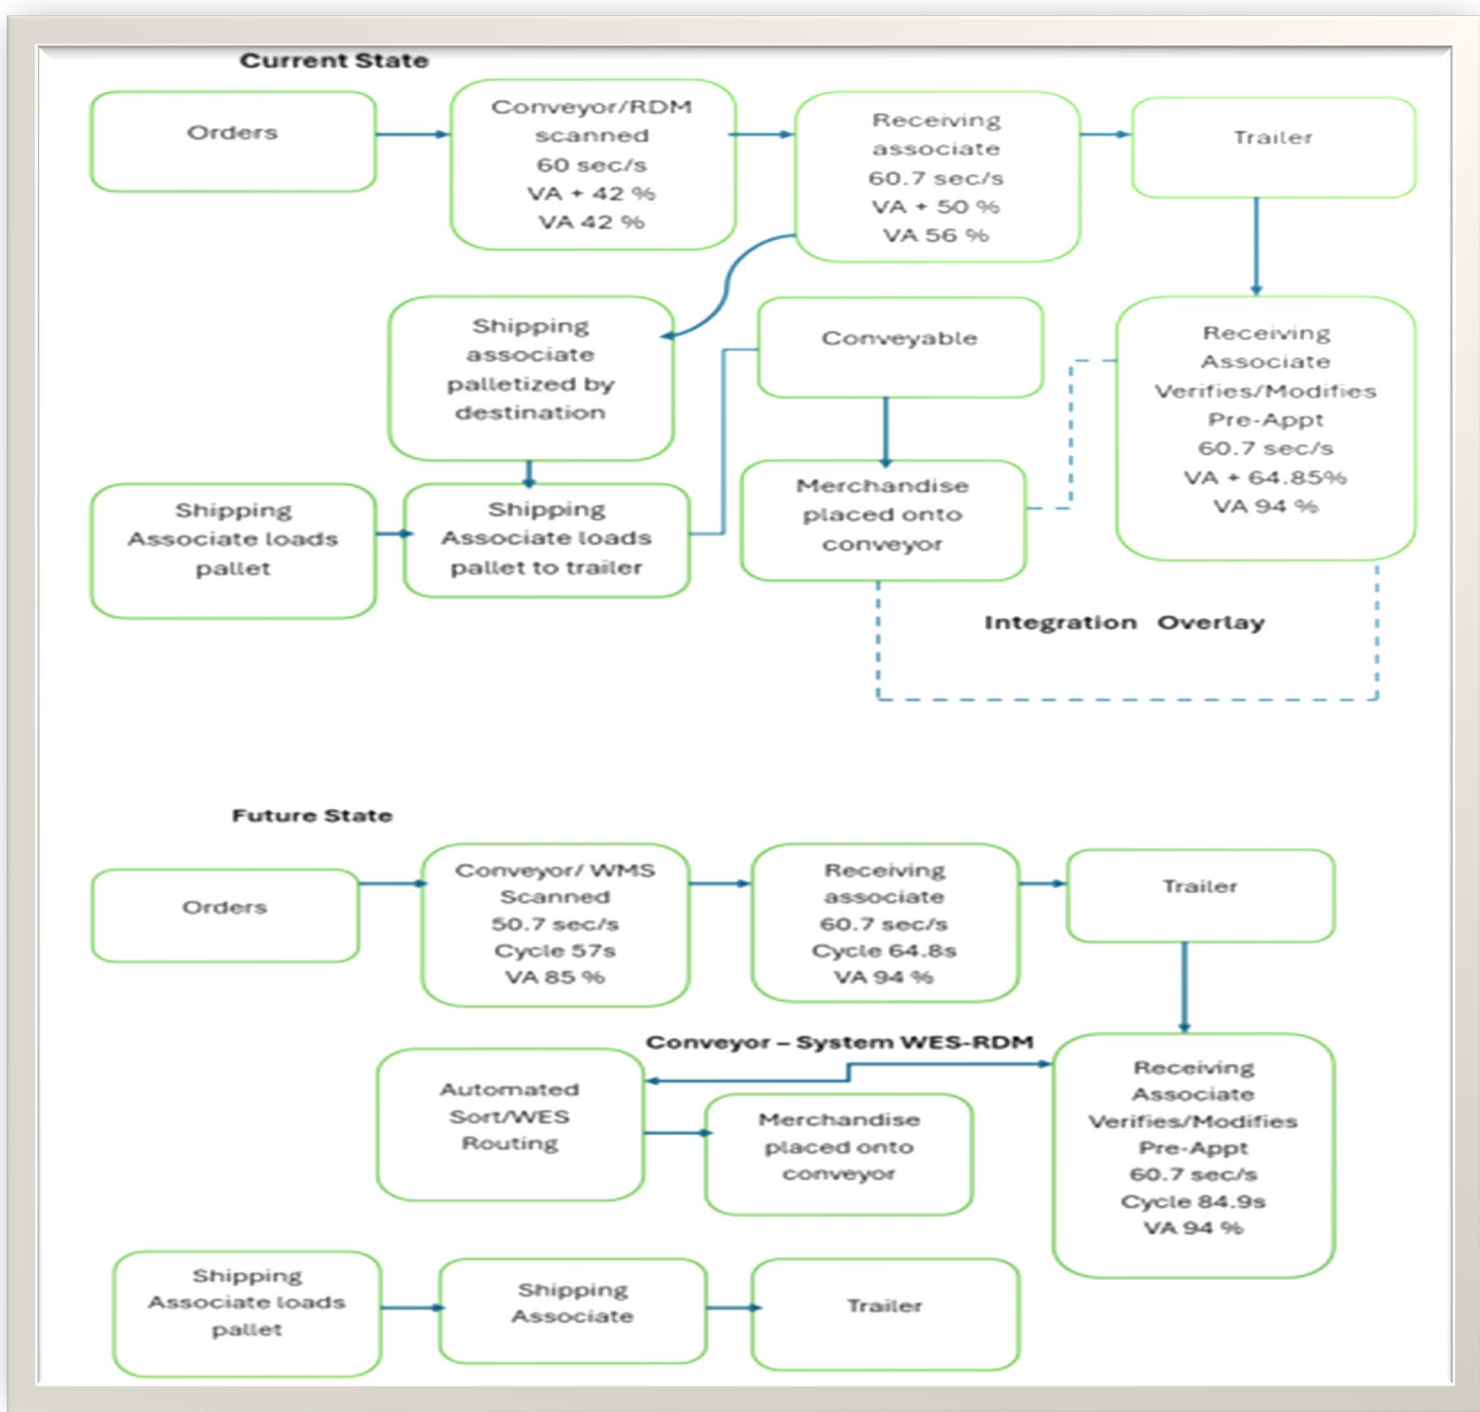 Current State
Orders
Conveyor/RDM
scanned
60 sec/s
VA + 42 %
VA 42 %
Receiving
associate
60.7 sec/s
VA + 50 %
VA 56 %
Trailer
Shipping
associate
palletized by
destination
Conveyable
Receiving
Associate
Verifies/Modifies
Pre-Appt
60.7 sec/s
VA + 64.85%
VA 94 %
Shipping
Associate loads
pallet
Shipping
Associate loads
pallet to trailer
Merchandise
placed onto
conveyor
Integration Overlay
Future State
Orders
Conveyor/ WMS
Scanned
50.7 sec/s
Cycle 57s
VA 85 %
Receiving
associate
60.7 sec/s
Cycle 64.8s
VA 94 %
Trailer
Conveyor – System WES-RDM
Automated
Sort/WES
Routing
Merchandise
placed onto
conveyor
Receiving
Associate
Verifies/Modifies
Pre-Appt
60.7 sec/s
Cycle 84.9s
VA 94 %
Shipping
Associate loads
pallet
Shipping
Associate
Trailer